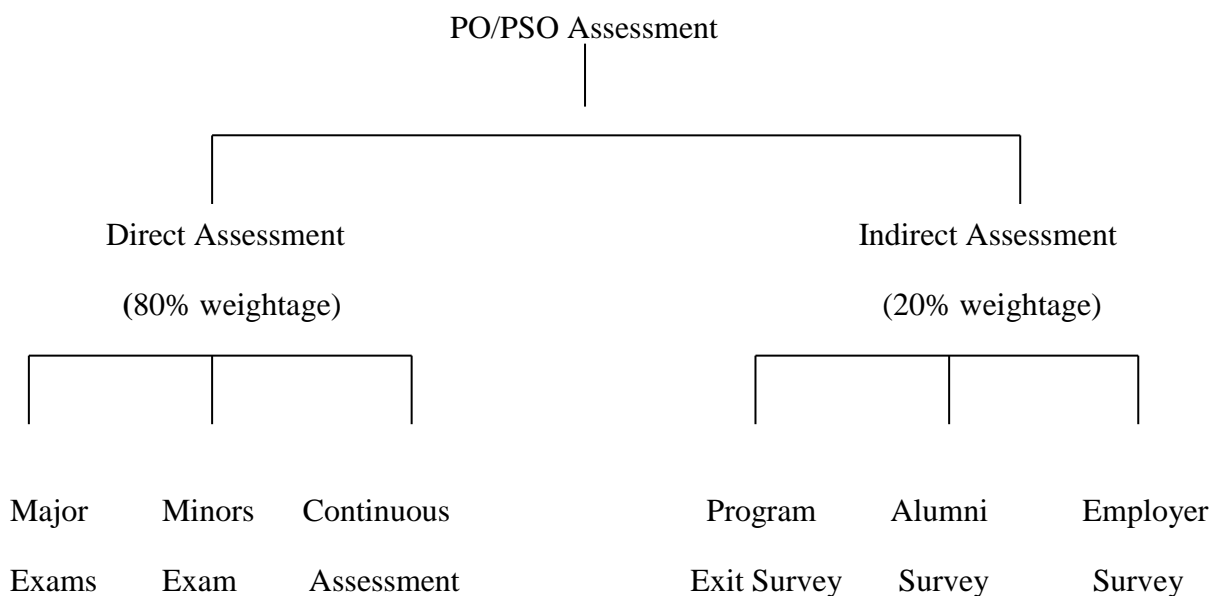 PO/PSO Assessment
Direct Assessment
(80% weightage)
Indirect Assessment
(20% weightage)
Major
Exams
Minors
Exam
Continuous
Assessment
Program
Exit Survey
Alumni
Survey
Employer
Survey